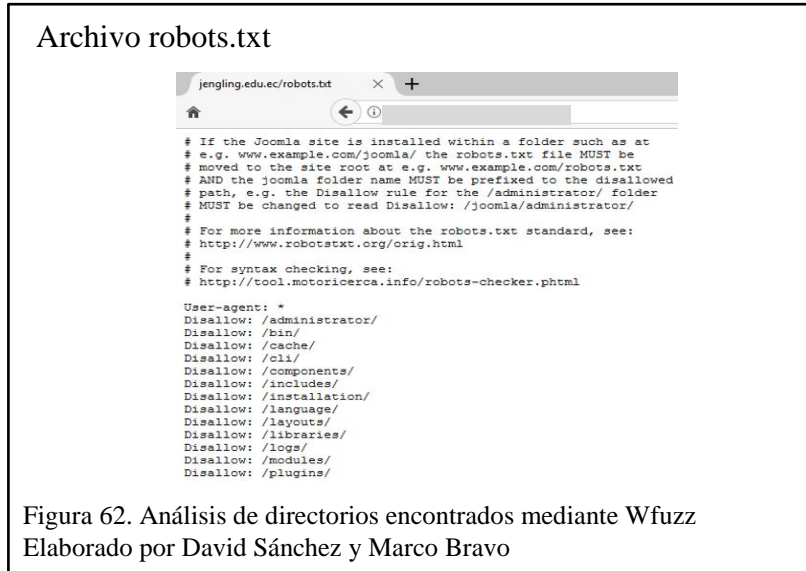 Archivo robots.txt
jengling.edu.ec/robots.txt
# If the Joomla site is installed within a folder such as at
# e.g. www.example.com/joomla/ the robots.txt file MUST be
# moved to the site root at e.g. www.example.com/robots.txt
# AND the joomla folder name MUST be prefixed to the disallowed
# path, e.g. the Disallow rule for the /administrator/ folder
# MUST be changed to read Disallow: /joomla/administrator/
#
# For more information about the robots.txt standard, see:
# http://www.robotstxt.org/orig.html
#
# For syntax checking, see:
# http://tool.motoricerca.info/robots-checker.phtml
User-agent: *
Disallow: /administrator/
Disallow: /bin/
Disallow: /cache/
Disallow: /cli/
Disallow: /components/
Disallow: /includes/
Disallow: /installation/
Disallow: /language/
Disallow: /layouts/
Disallow: /libraries/
Disallow: /logs/
Disallow: /modules/
Disallow: /plugins/
Figura 62. Análisis de directorios encontrados mediante Wfuzz
Elaborado por David Sánchez y Marco Bravo